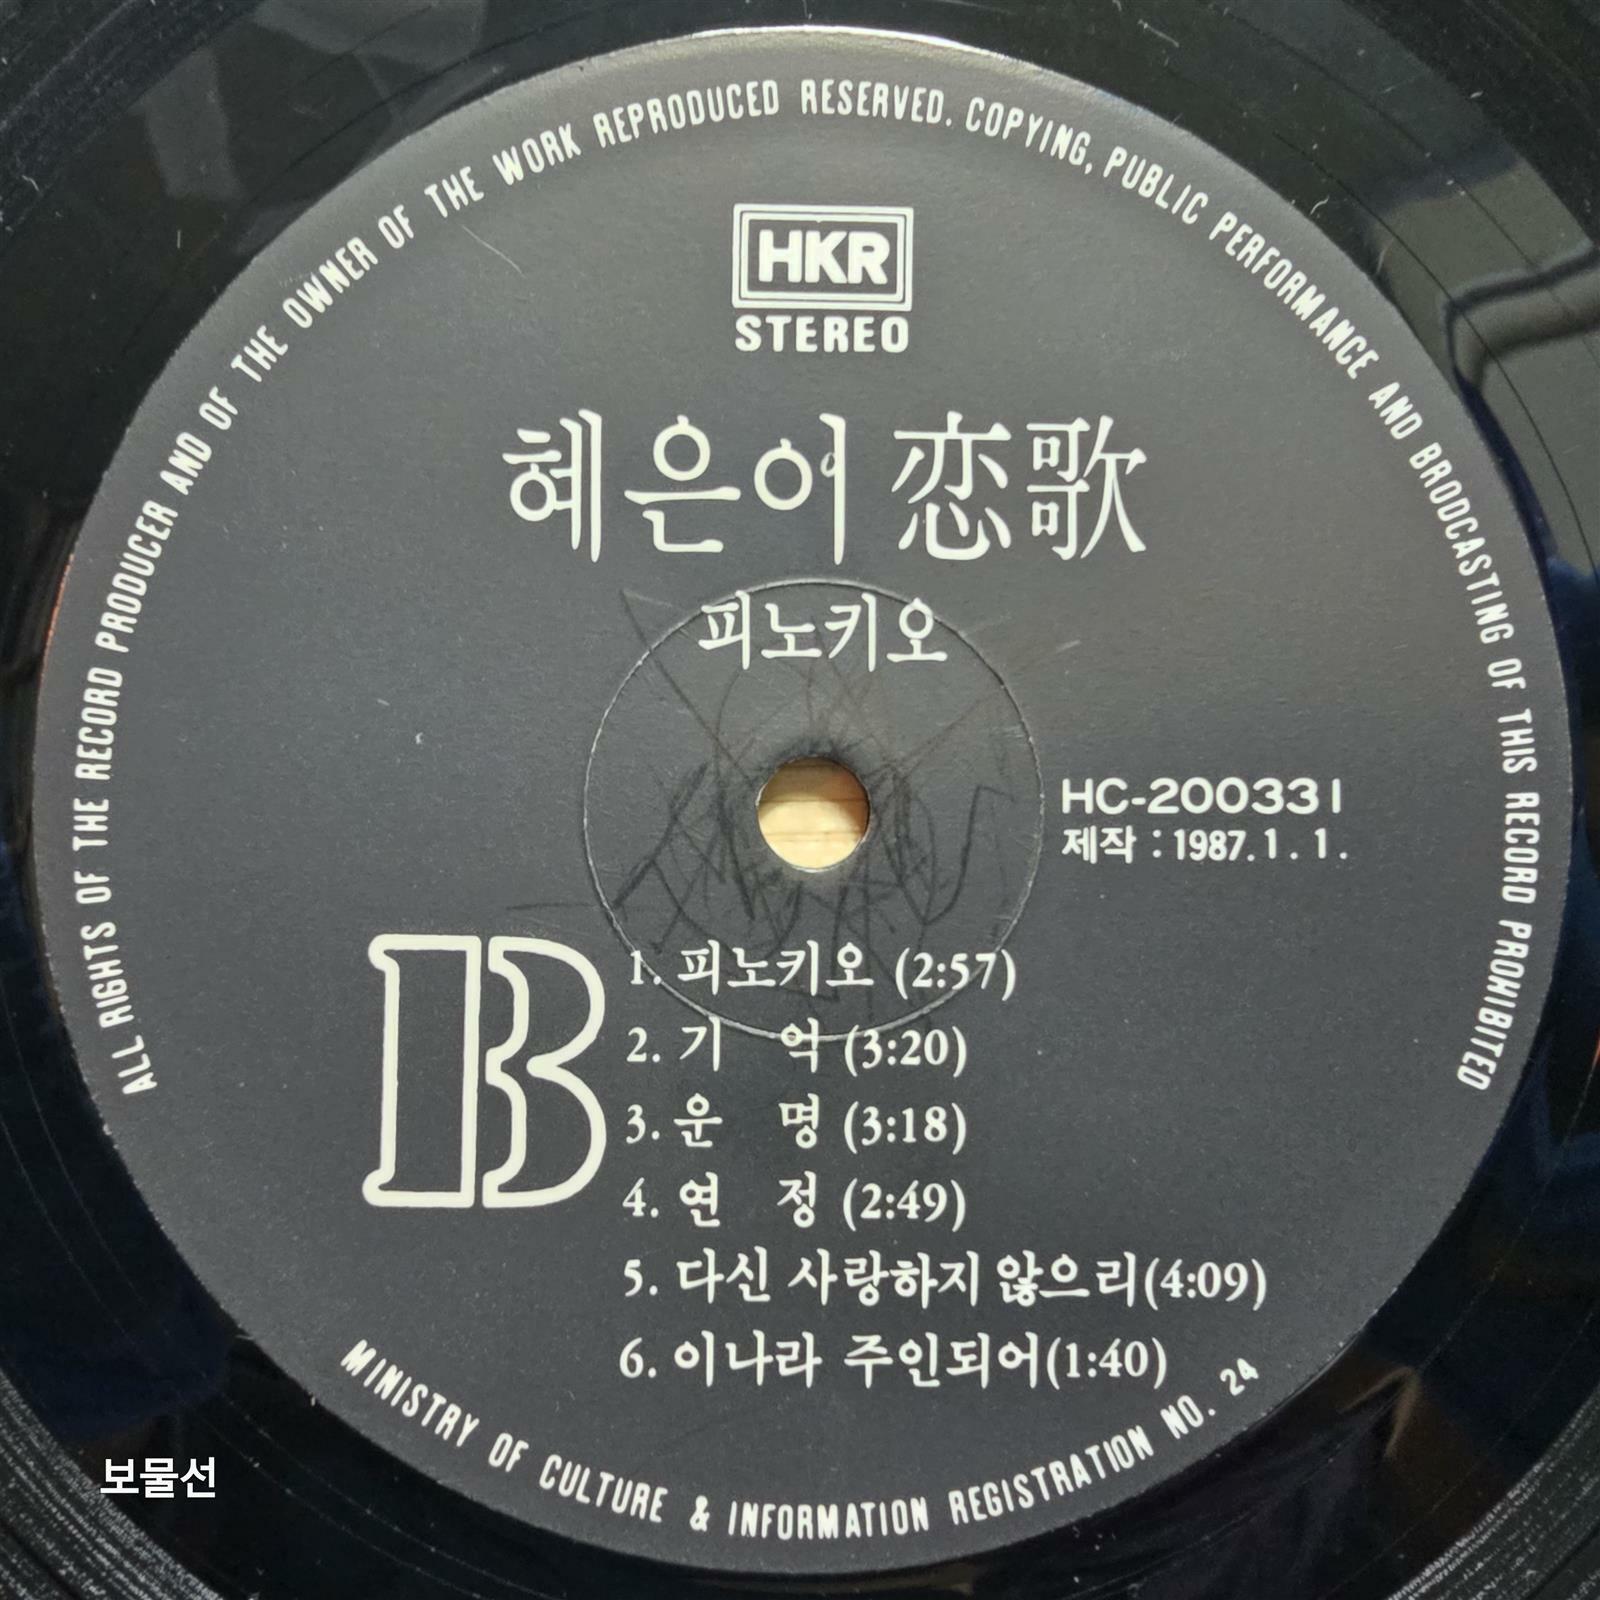 ALL RIGHTS OF THE RECORD PRODUCER AND OF THE OWNER OF THE WORK REPRODUCED RESERVED. COPYING, PUBLIC PERFORMANCE AND BRODCASTING OF THIS RECORD PROHIBITED
HKR
STEREO
혜은이 恋歌
피노키오
HC-200331
제작 : 1987. 1. 1.
B
1. 피노키오 (2:57)
2. 기 억 (3:20)
3. 운 명 (3:18)
4. 연 정 (2:49)
5. 다신 사랑하지 않으리(4:09)
6. 이나라 주인되어(1:40)
MINISTRY OF CULTURE & INFORMATION REGISTRATION NO. 24
보물선